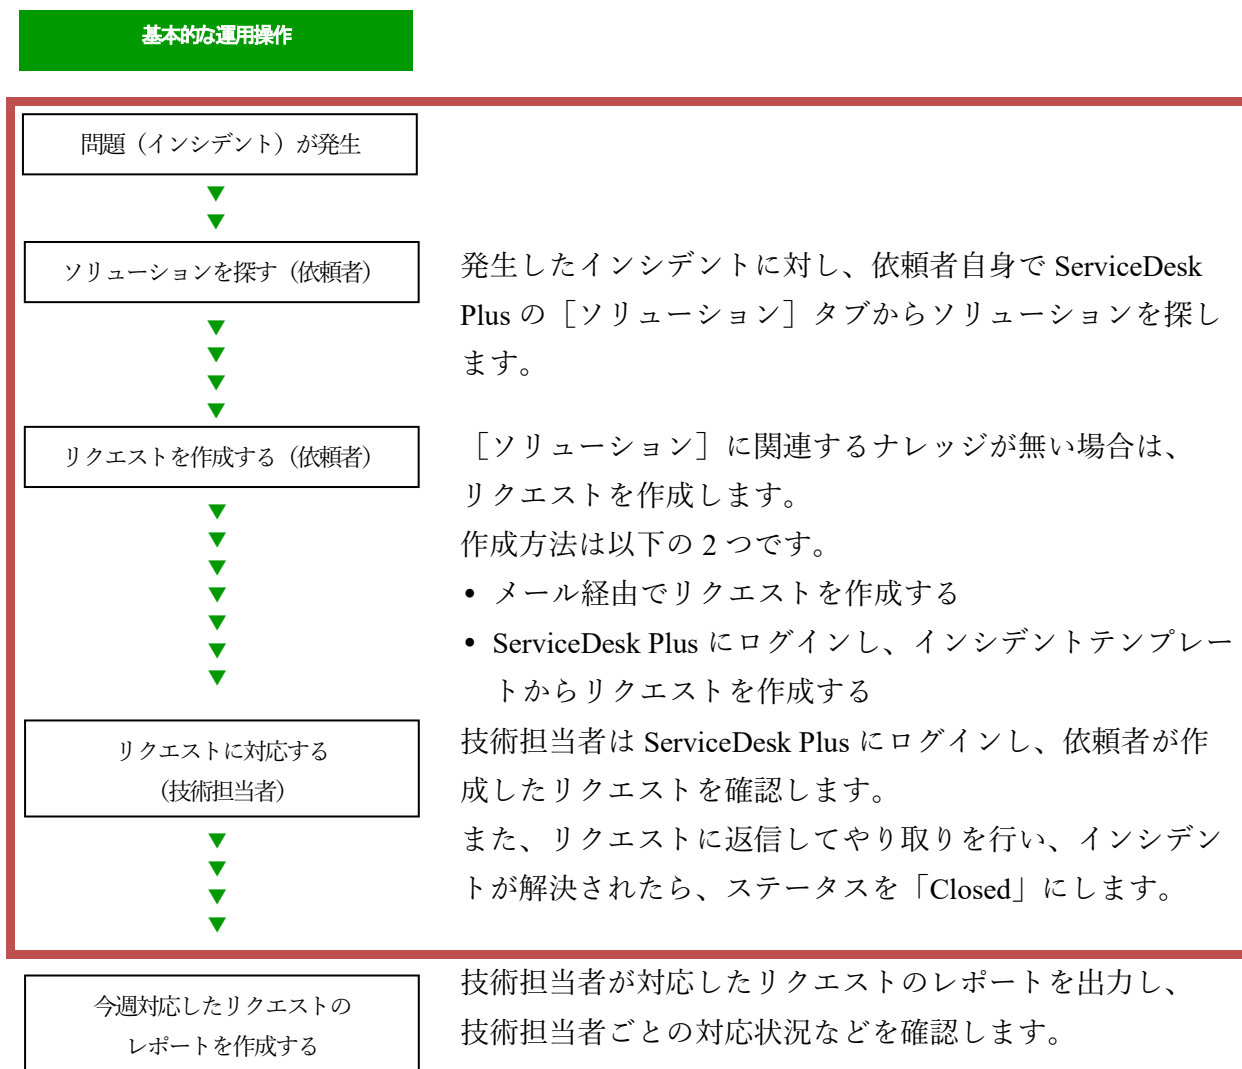 基本的な運用操作
問題（インシデント）が発生
ソリューションを探す（依頼者）
発生したインシデントに対し、依頼者自身で ServiceDesk
Plus の［ソリューション］タブからソリューションを探し
ます。
リクエストを作成する（依頼者）
［ソリューション］に関連するナレッジが無い場合は、
リクエストを作成します。
作成方法は以下の 2 つです。
• メール経由でリクエストを作成する
• ServiceDesk Plus にログインし、インシデントテンプレー
トからリクエストを作成する
リクエストに対応する
（技術担当者）
技術担当者は ServiceDesk Plus にログインし、依頼者が作
成したリクエストを確認します。
また、リクエストに返信してやり取りを行い、インシデン
トが解決されたら、ステータスを「Closed」にします。
今週対応したリクエストの
レポートを作成する
技術担当者が対応したリクエストのレポートを出力し、
技術担当者ごとの対応状況などを確認します。